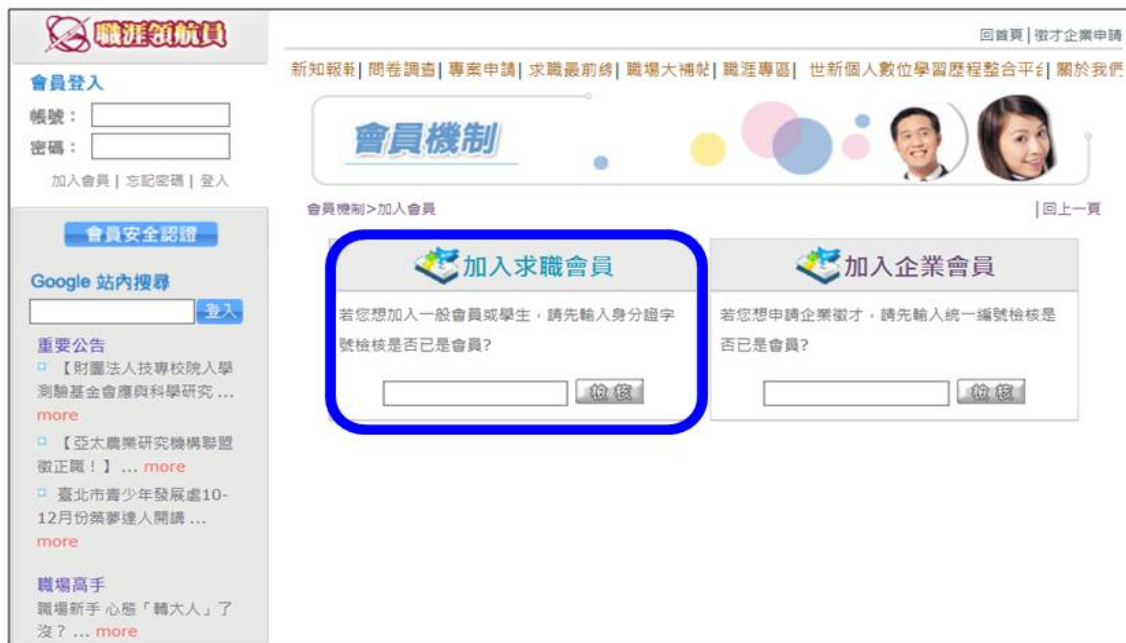 職涯領航員
回首頁|徵才企業申請
新知報報|問卷調查|專案申請|求職最前線|職場大補帖|職涯專區| 世新個人數位學習歷程整合平台|關於我們
會員登入
帳號：
密碼：
加入會員|忘記密碼|登入
會員安全認證
Google 站內搜尋
登入
重要公告
【財團法人技專校院入學
測驗基金會應與科學研究 ...
more
【亞太農業研究機構聯盟
徵正職！】 ... more
臺北市青少年發展處10-
12月份築夢達人開講 ...
more
職場高手
職場新手 心態「轉大人」了
沒？ ... more
會員機制
會員機制>加入會員
|回上一頁
加入求職會員
若您想加入一般會員或學生，請先輸入身分證字
號檢核是否已是會員?
檢核
加入企業會員
若您想申請企業徵才，請先輸入統一編號檢核是
否已是會員?
檢核